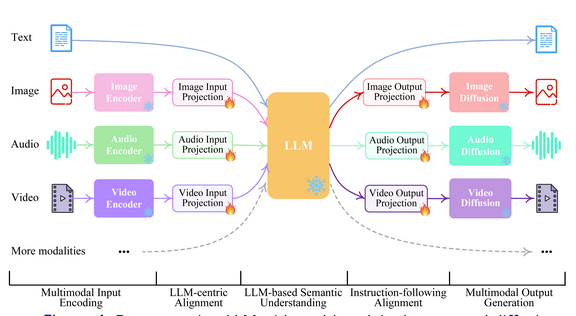 Text
Image
Image
Encoder
Image Input
Projection
Image Output
Projection
Image
Diffusion
Audio
Audio
Encoder
Audio Input
Projection
LLM
Audio Output
Projection
Audio
Diffusion
Video
Video
Encoder
Video Input
Projection
Video Output
Projection
Video
Diffusion
More modalities ... ...
Multimodal Input
Encoding
LLM-centric
Alignment
LLM-based Semantic
Understanding
Instruction-following
Alignment
Multimodal Output
Generation